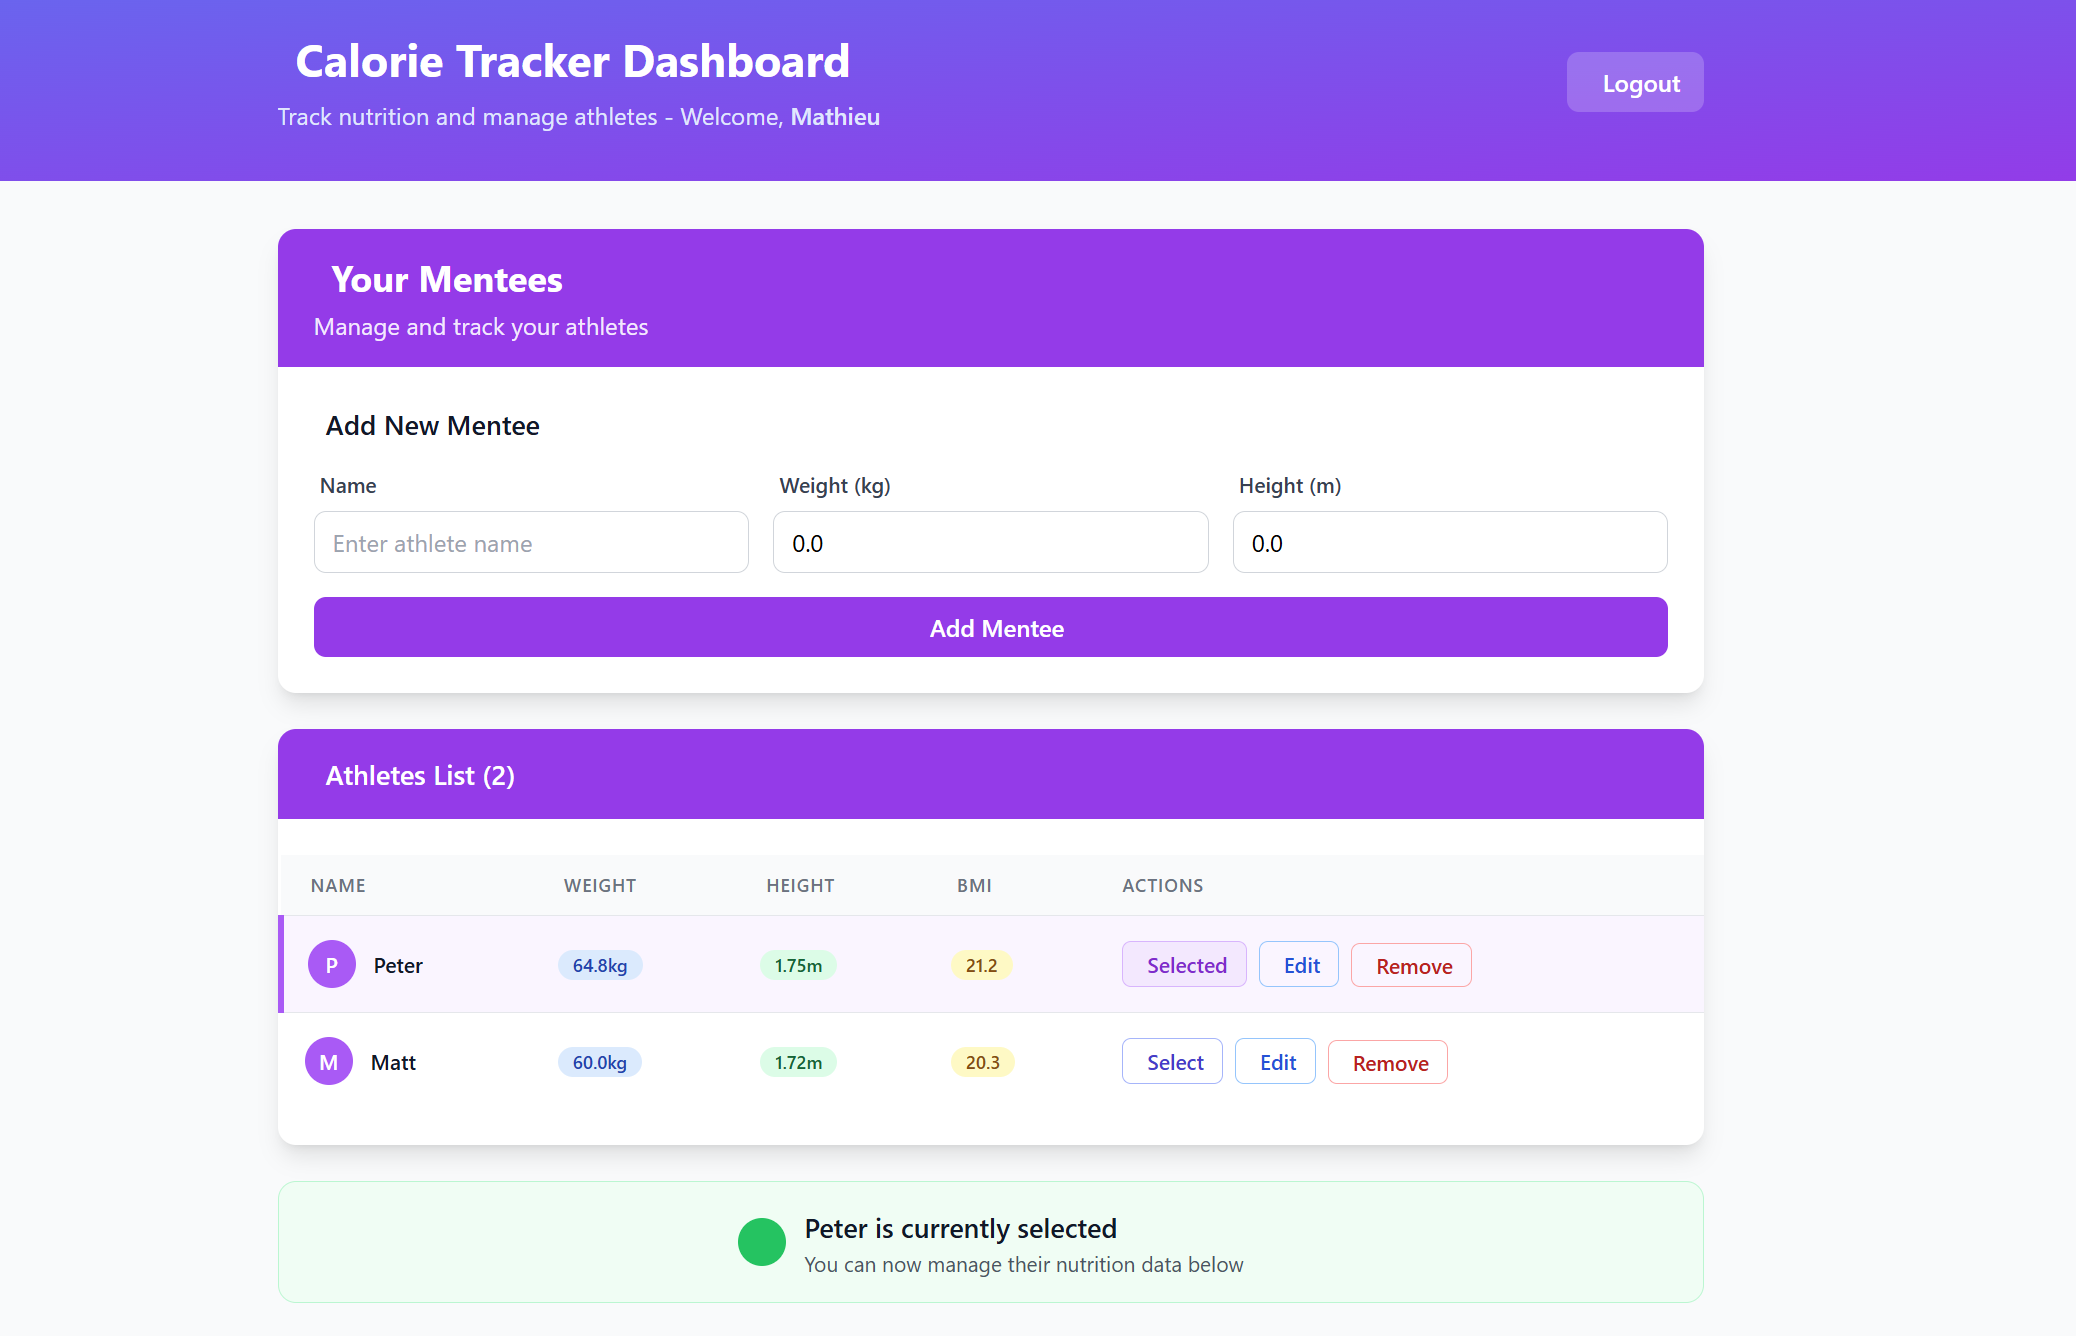 Calorie Tracker Dashboard
Logout
Track nutrition and manage athletes - Welcome, Mathieu
Your Mentees
Manage and track your athletes
Add New Mentee
Name Weight (kg) Height (m)
Enter athlete name 0.0 0.0
Add Mentee
Athletes List (2)
NAME WEIGHT HEIGHT BMI ACTIONS
P Peter 64.8kg 1.75m 21.2 Selected Edit Remove
M Matt 60.0kg 1.72m 20.3 Select Edit Remove
Peter is currently selected
You can now manage their nutrition data below